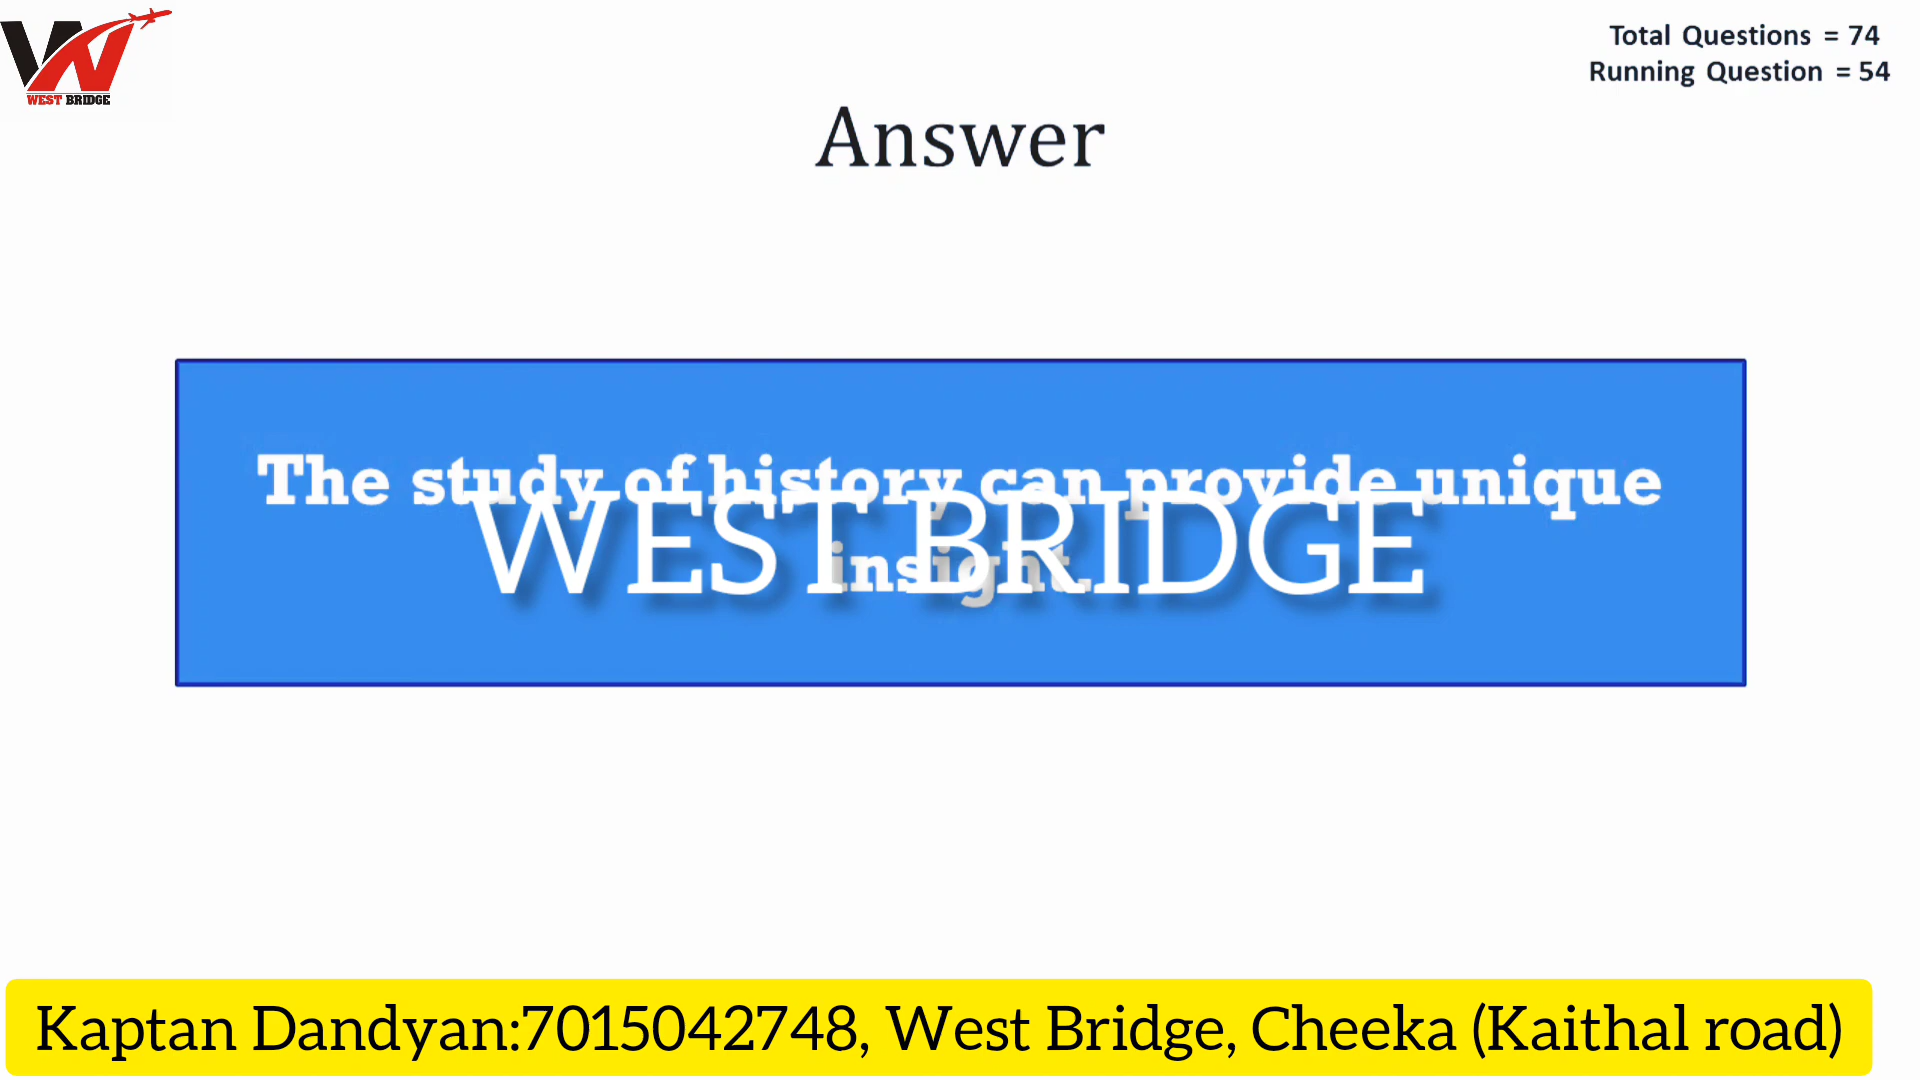 WEST BRIDGE
Total Questions = 74
Running Question = 54
Answer
The study of history can provide unique
insight.
WEST BRIDGE
Kaptan Dandyan:7015042748, West Bridge, Cheeka (Kaithal road)